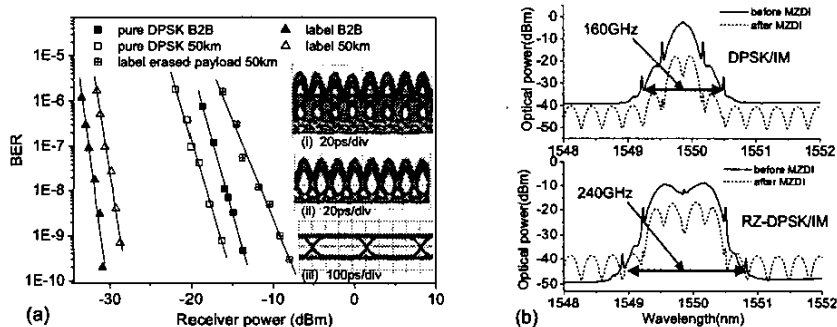 pure DPSK B2B
label B2B
pure DPSK 50km
label 50km
label erased payload 50km
1E-5
1E-6
1E-7
1E-8
1E-9
1E-10
BER
(i) 20ps/div
(ii) 20ps/div
(iii) 100ps/div
-30
-20
-10
0
10
(a)
Receiver power (dBm)
before MZDI
after MZDI
160GHz
DPSK/IM
Optical power(dBm)
0
-10
-20
-30
-40
-50
1548
1549
1550
1551
1552
before MZDI
after MZDI
240GHz
RZ-DPSK/IM
Optical power(dBm)
0
-10
-20
-30
-40
-50
1548
1549
1550
1551
1552
(b)
Wavelength(nm)